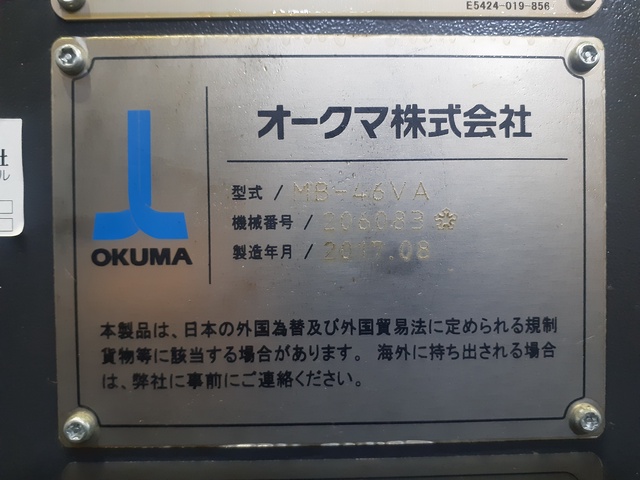 E5424-019-856
オークマ株式会社
型式 / MB-46VA
機械番号 / 206083
製造年月 / 2017.08
OKUMA
本製品は、日本の外国為替及び外国貿易法に定められる規制
貨物等に該当する場合があります。 海外に持ち出される場合
は、弊社に事前にご連絡ください。
社
ル